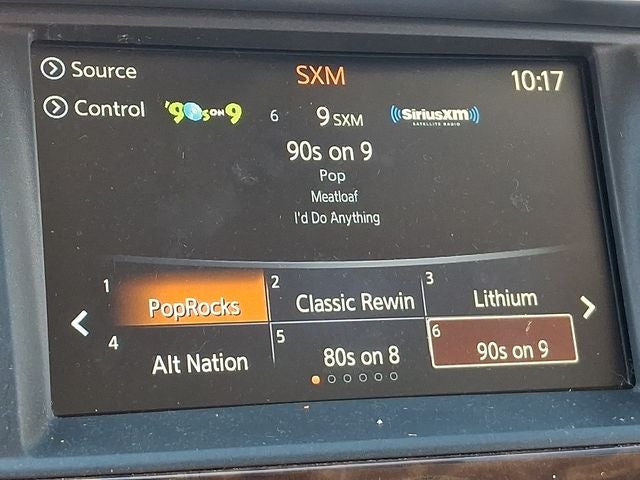 Source
SXM
10:17
Control
'90s on 9
6
9 SXM
((SiriusXM))
SATELLITE RADIO
90s on 9
Pop
Meatloaf
I'd Do Anything
1 PopRocks
2 Classic Rewin
3 Lithium
4 Alt Nation
5 80s on 8
6 90s on 9